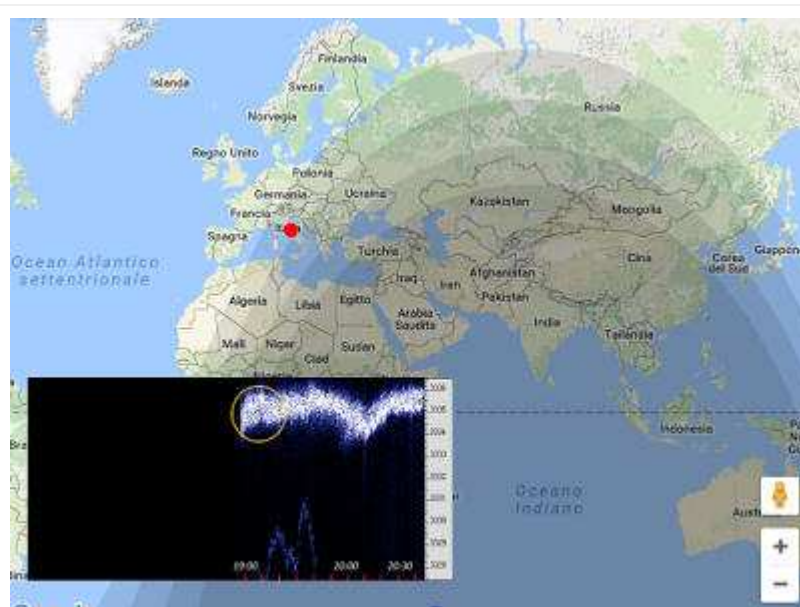 Finlandia
Islanda
Svezia
Russia
Norvegia
Regno Unito
Polonia
Germania
Ucraina
Kazakistan
Mongolia
Francia
Spagna
Turchia
Cina
Corea
del Sud
Giappone
Ocean Atlantico
settentrionale
Iraq
Iran
Afghanistan
Pakistan
Algeria
Libia
Egitto
Arabia
Saudita
India
Tailandia
Mali
Niger
Ciad
Sudan
Indonesia
Oceano
Indiano
19:00
20:00
20:30
+
−